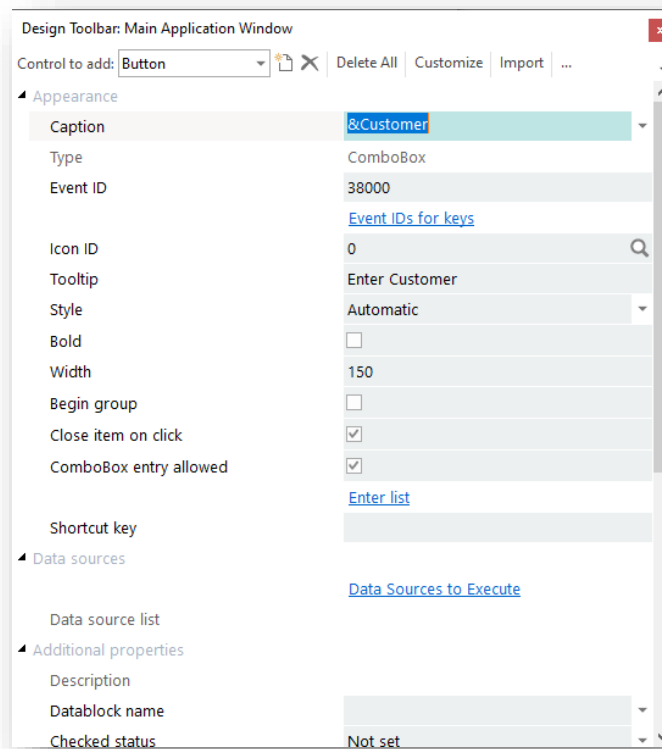 Design Toolbar: Main Application Window
Control to add: Button Delete All Customize Import ...
Appearance
Caption &Customer
Type ComboBox
Event ID 38000
Event IDs for keys
Icon ID 0
Tooltip Enter Customer
Style Automatic
Bold
Width 150
Begin group
Close item on click
ComboBox entry allowed
Enter list
Shortcut key
Data sources
Data Sources to Execute
Data source list
Additional properties
Description
Datablock name
Checked status Not set